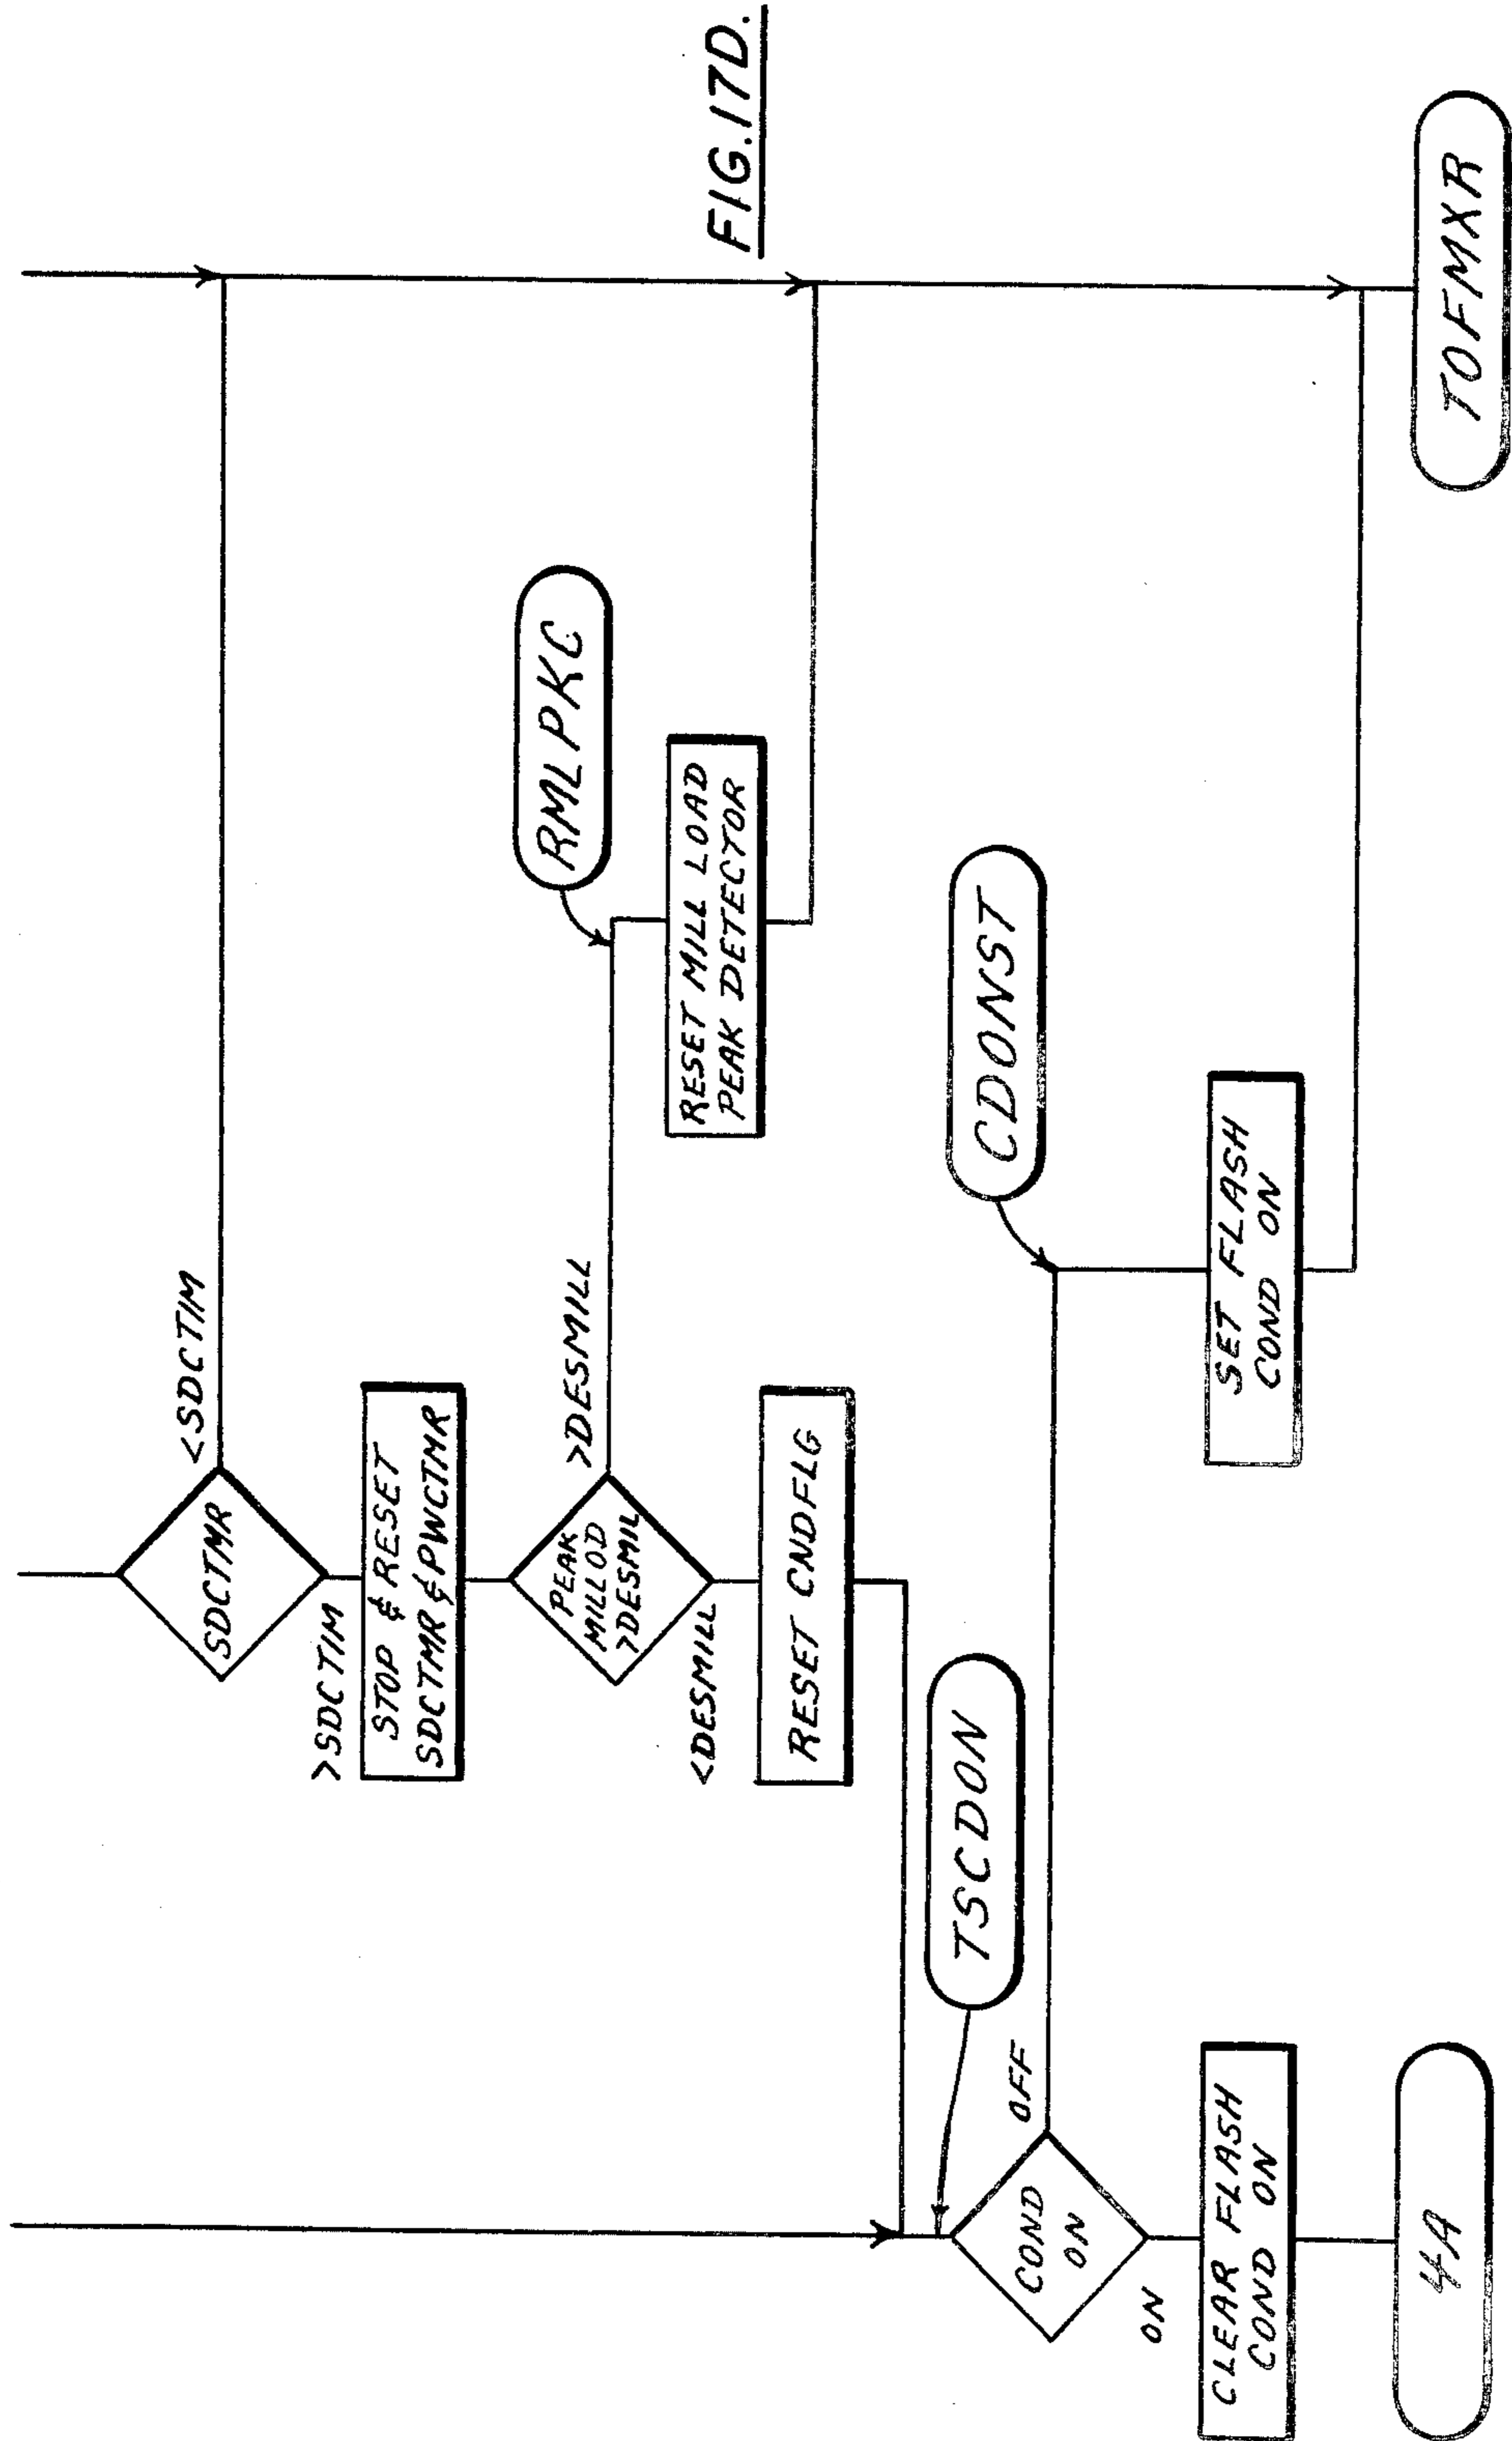 SDCTMR
<SDCTIM
>SDCTIM
STOP & RESET
SDCTMR & PWCTMR
PEAK
MILLOD
>DESMIL
>DESMILL
<DESMILL
RMLPKC
RESET MILL LOAD
PEAK DETECTOR
RESET CNDFLG
TSCDON
COND
ON
OFF
ON
CDONST
CLEAR FLASH
COND ON
SET FLASH
COND ON
4A
TOFMXR
FIG.17D.